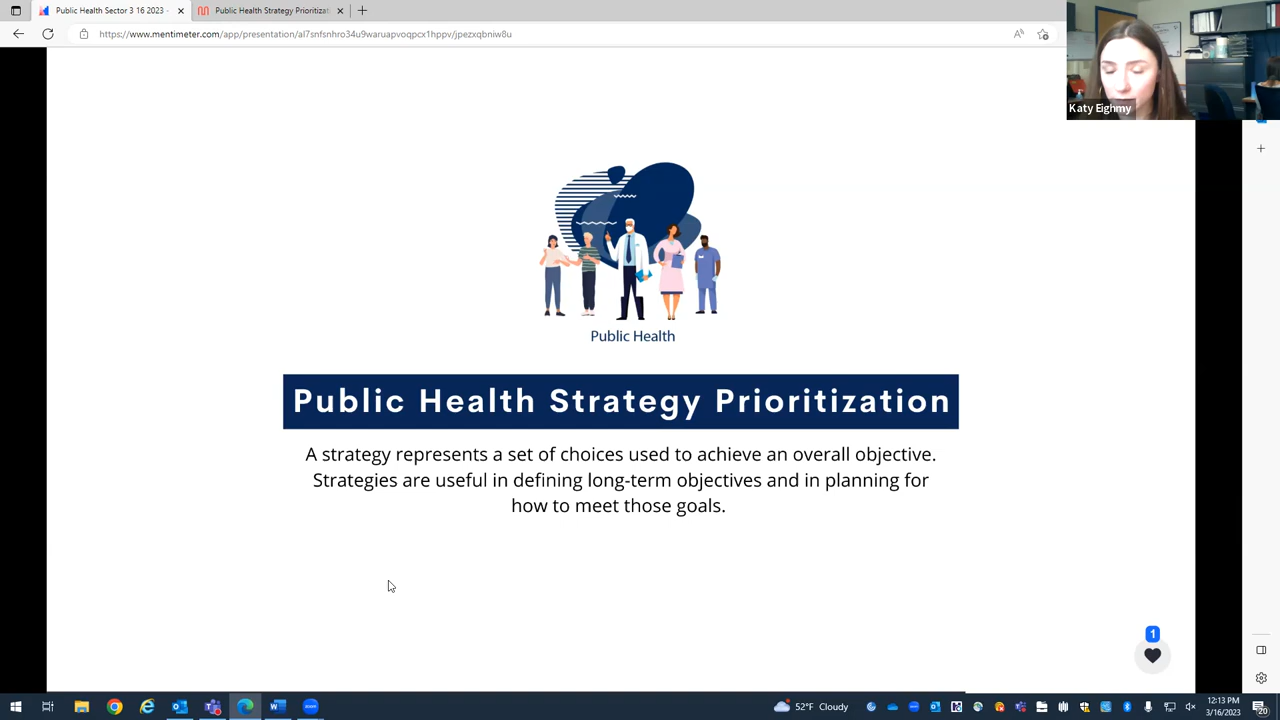 Public Health Sector 3 16 2023 -
Public Health Strategy Prioritizat
https://www.mentimeter.com/app/presentation/al7snfsnhro34u9waruapvoqpcx1hppv/jpezxqbniw8u
Katy Eighmy
Public Health
Public Health Strategy Prioritization
A strategy represents a set of choices used to achieve an overall objective.
Strategies are useful in defining long-term objectives and in planning for
how to meet those goals.
1
52°F Cloudy
12:13 PM
3/16/2023
20